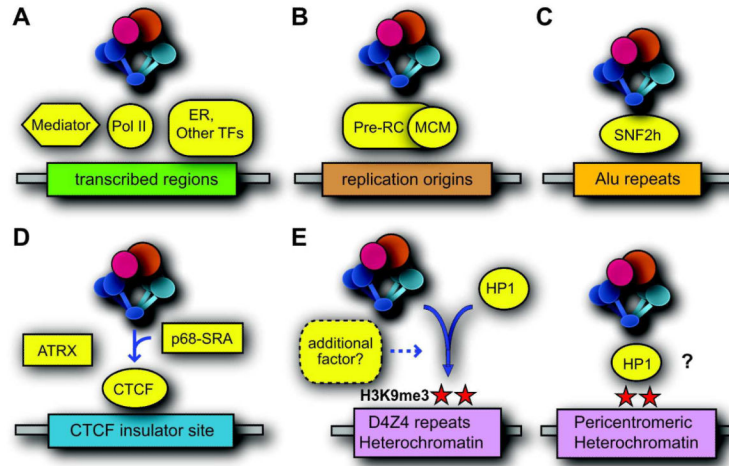 A
B
C
Mediator
Pol II
ER,
Other TFs
Pre-RC
MCM
SNF2h
transcribed regions
replication origins
Alu repeats
D
E
HP1
ATRX
p68-SRA
additional
factor?
CTCF
HP1
?
H3K9me3
CTCF insulator site
D4Z4 repeats
Heterochromatin
Pericentromeric
Heterochromatin